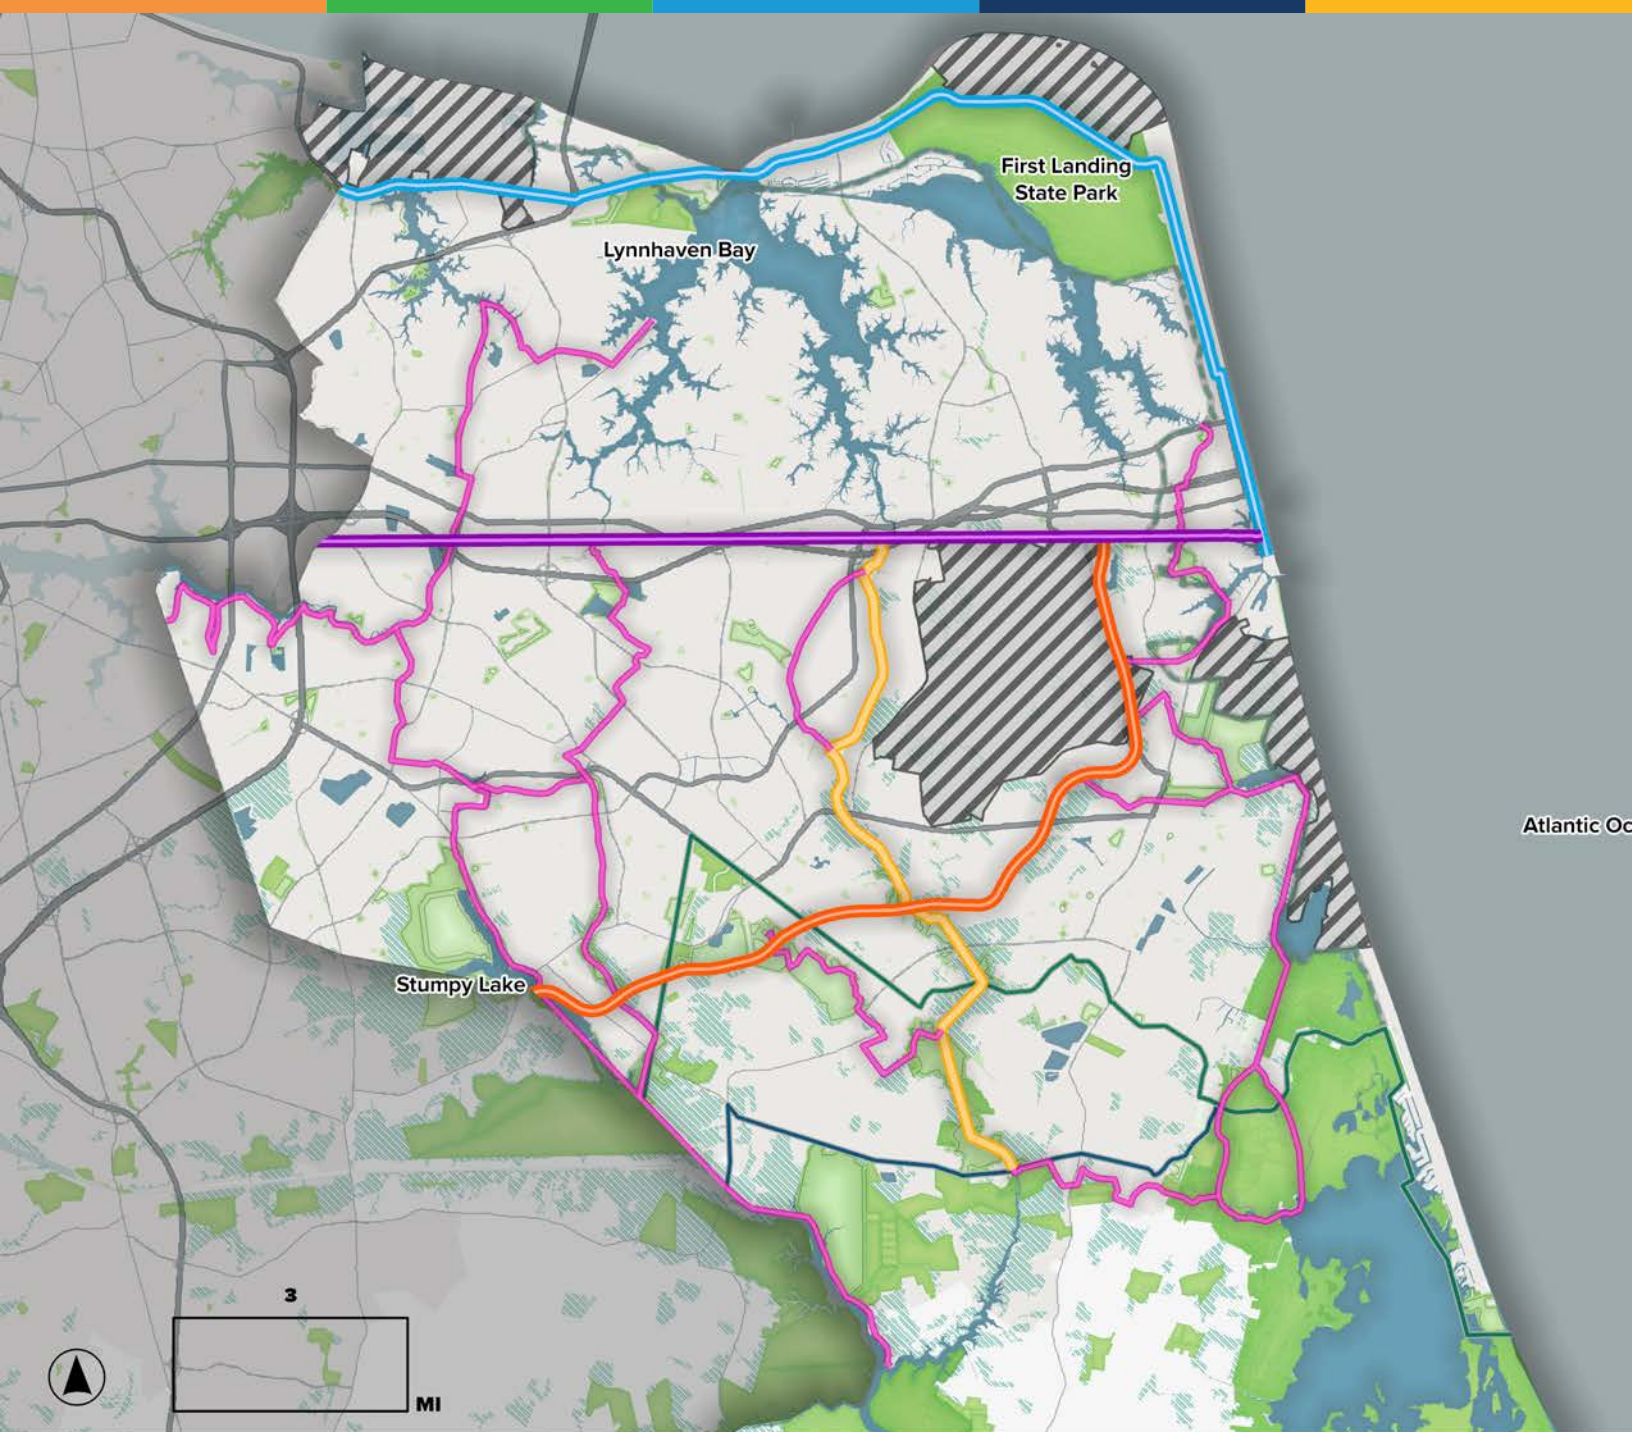 First Landing
State Park
Lynnhaven Bay
Atlantic Oc
Stumpy Lake
3
MI